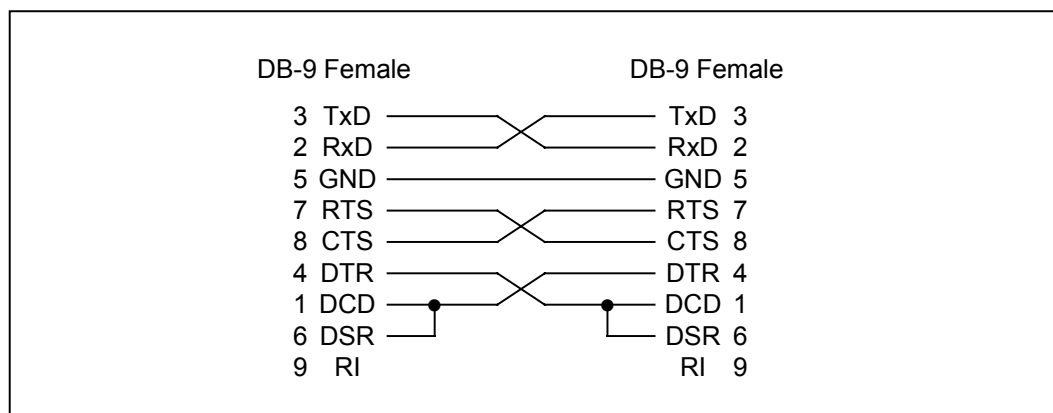 DB-9 Female DB-9 Female
3 TxD TxD 3
2 RxD RxD 2
5 GND GND 5
7 RTS RTS 7
8 CTS CTS 8
4 DTR DTR 4
1 DCD DCD 1
6 DSR DSR 6
9 RI RI 9